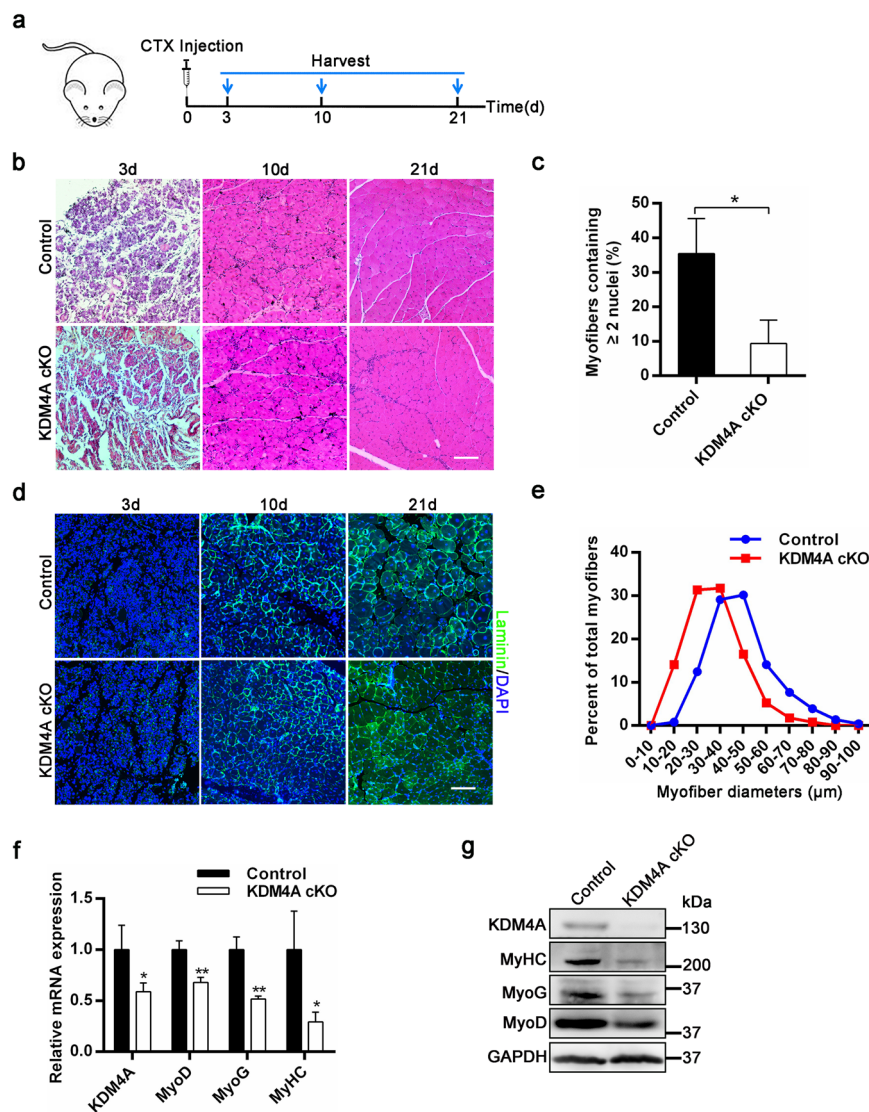 a
CTX Injection
Harvest
0 3 10 21 Time(d)
b
3d 10d 21d
Control
KDM4A cKO
c
Myofibers containing
≥ 2 nuclei (%)
50
40
30
20
10
0
*
Control
KDM4A cKO
d
3d 10d 21d
Control
KDM4A cKO
Laminin/DAPI
e
Control
KDM4A cKO
Percent of total myofibers
40
30
20
10
0
0-10 10-20 20-30 30-40 40-50 50-60 60-70 70-80 80-90 90-100
Myofiber diameters (μm)
f
Control
KDM4A cKO
Relative mRNA expression
1.5
1.0
0.5
0.0
* ** ** *
KDM4A MyoD MyoG MyHC
g
Control KDM4A cKO
kDa
KDM4A 130
MyHC 200
MyoG 37
MyoD 37
GAPDH 37